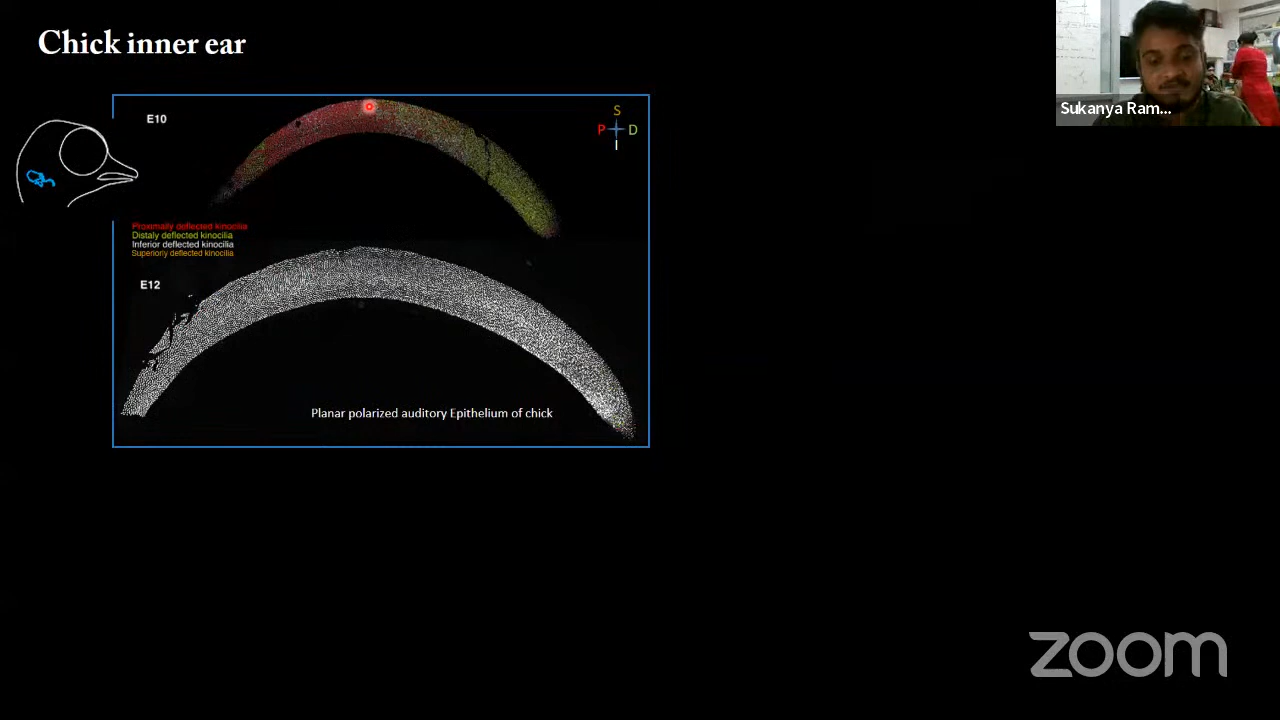 Chick inner ear
Sukanya Ram...
E10
S
P D
I
Proximally deflected kinocilia
Distaly deflected kinocilia
Inferior deflected kinocilia
Superiorly deflected kinocilia
E12
Planar polarized auditory Epithelium of chick
zoom